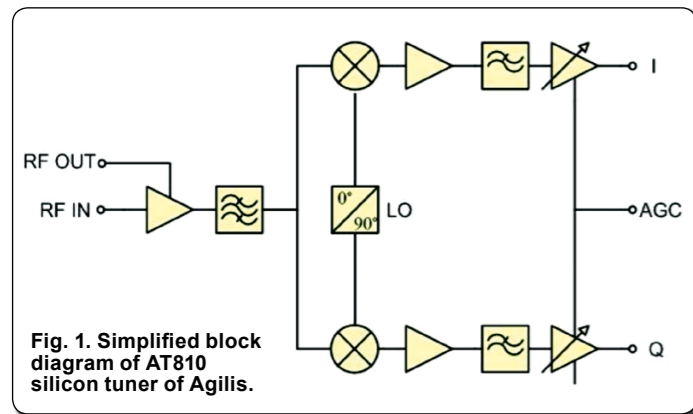 I
RF OUT
RF IN
0°
90°
LO
AGC
Q
Fig. 1. Simplified block
diagram of AT810
silicon tuner of Agilis.